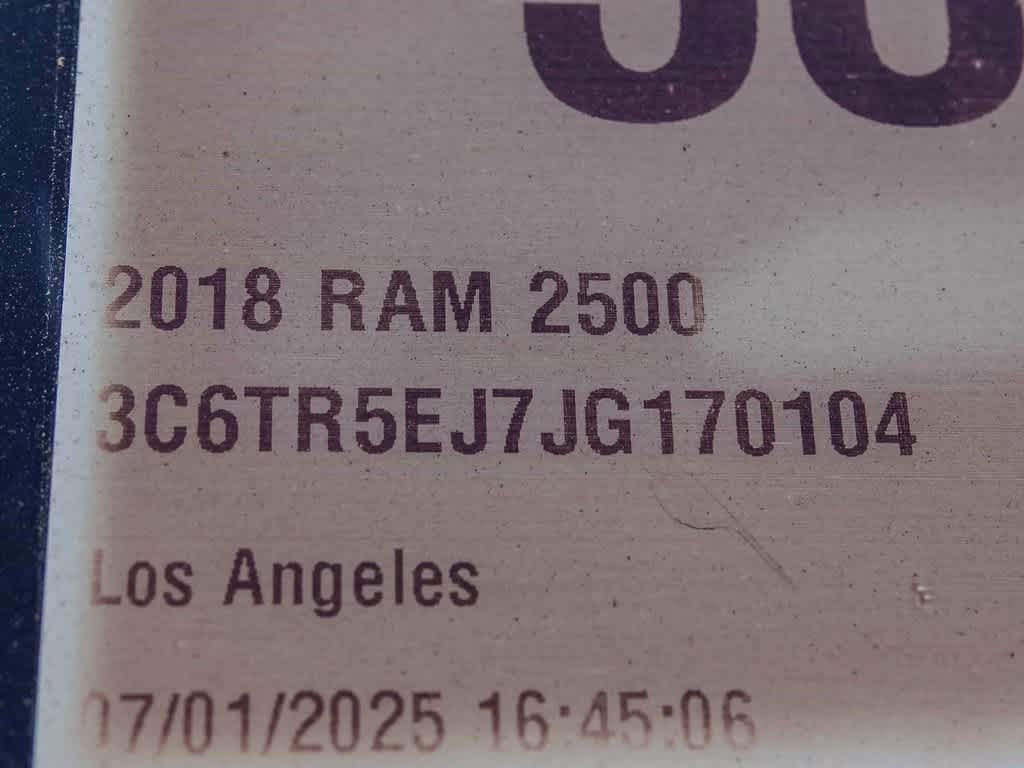 2018 RAM 2500
3C6TR5EJ7JG170104
Los Angeles
07/01/2025 16:45:06